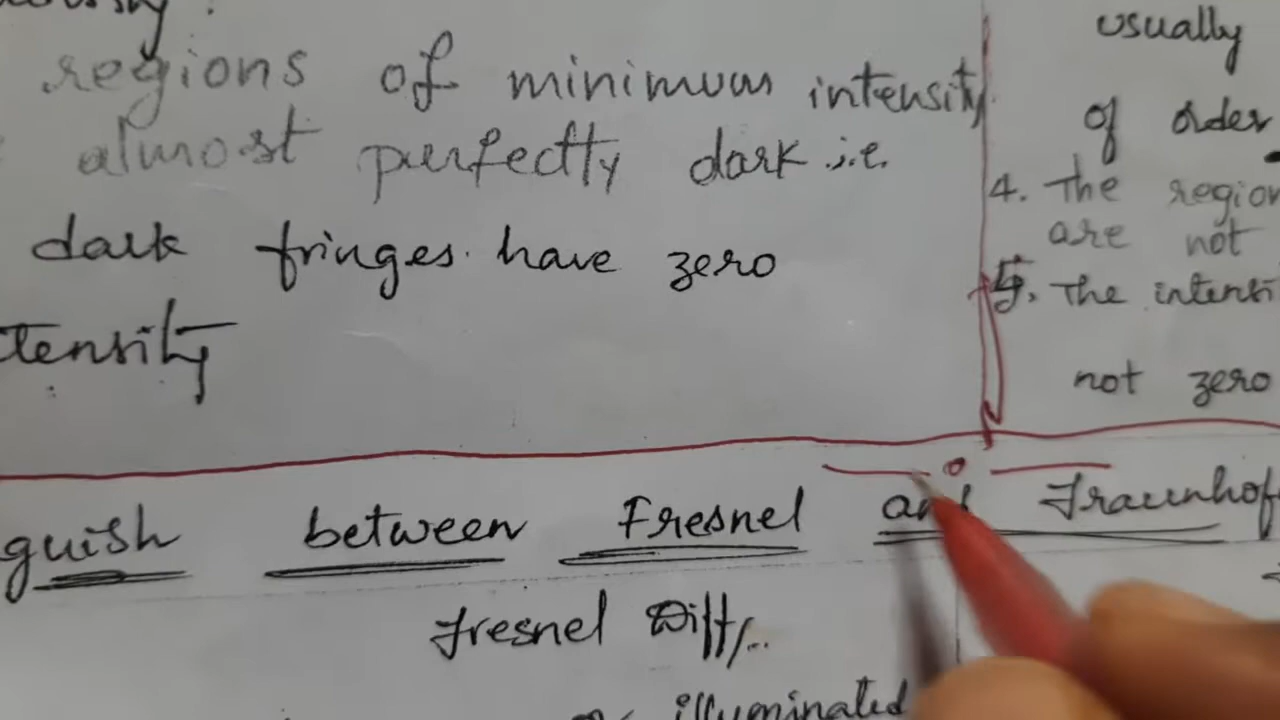 regions of minimum intensity
almost perfectly dark i.e.
dark fringes have zero
tensity
usually
of order
4. The region
are not
5. The intensi
not zero
guish between Fresnel and Fraunhof
Fresnel Diff...
illuminated